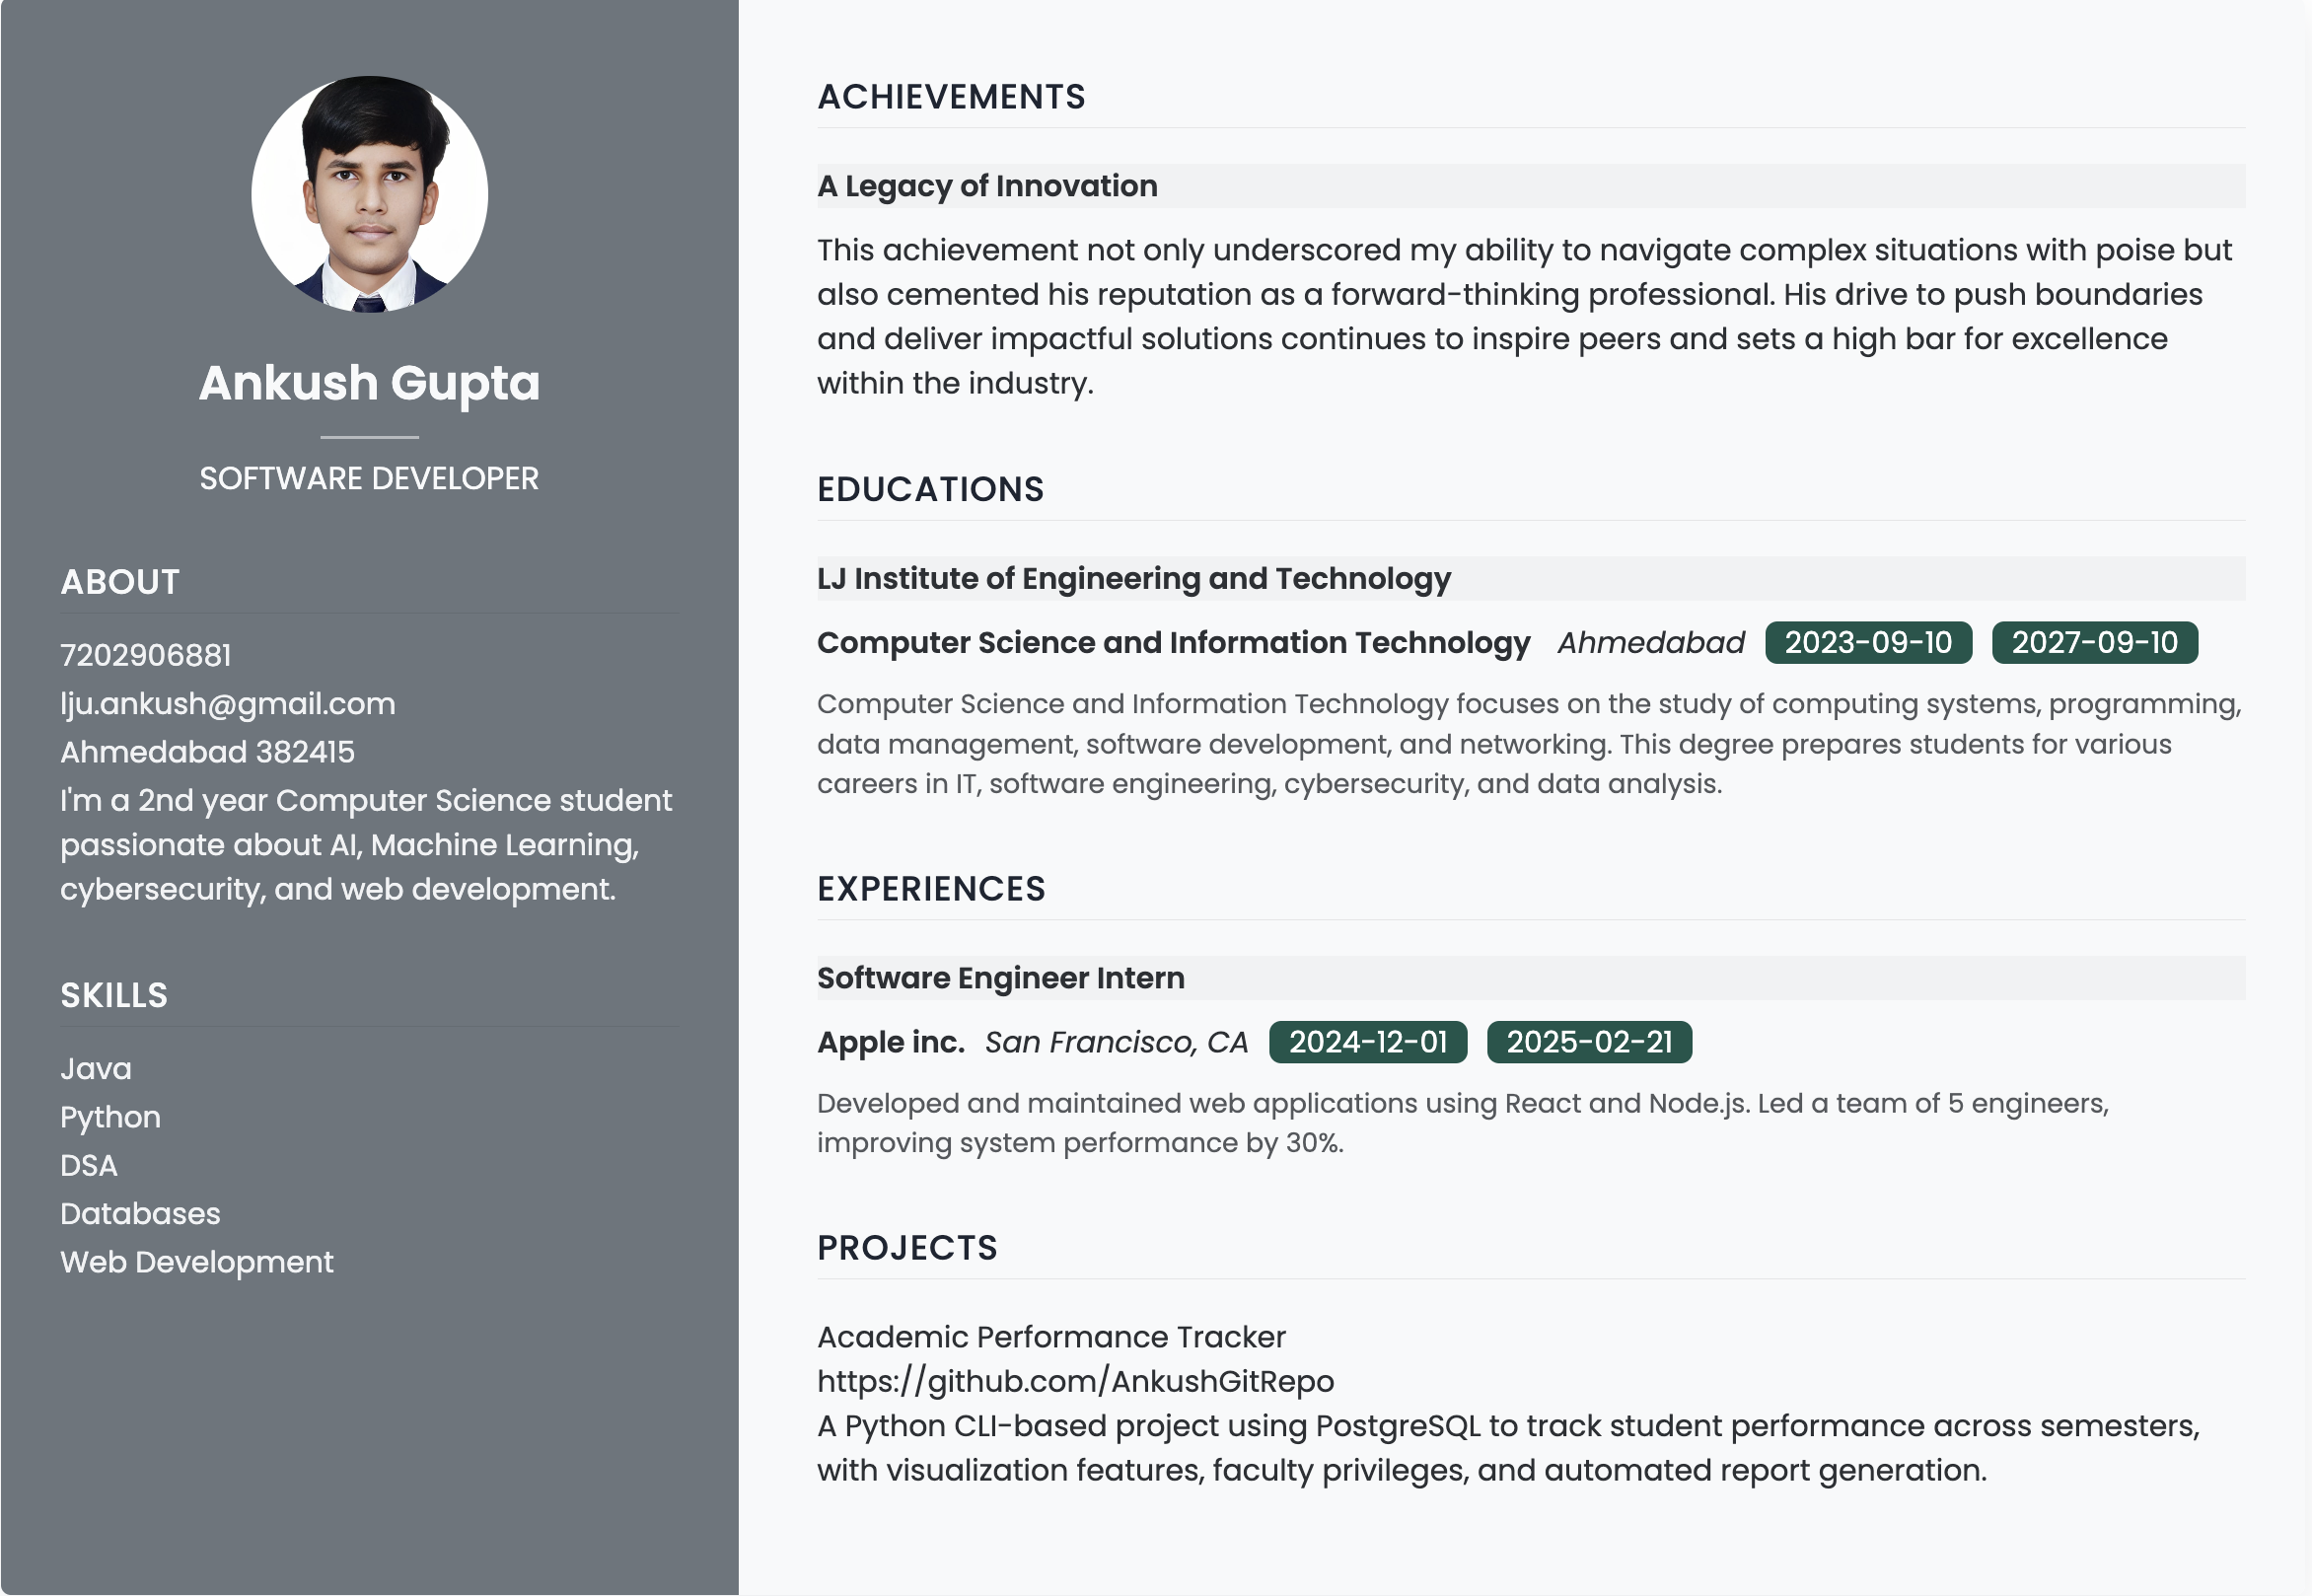 Ankush Gupta
SOFTWARE DEVELOPER
ABOUT
7202906881
lju.ankush@gmail.com
Ahmedabad 382415
I'm a 2nd year Computer Science student
passionate about AI, Machine Learning,
cybersecurity, and web development.
SKILLS
Java
Python
DSA
Databases
Web Development
ACHIEVEMENTS
A Legacy of Innovation
This achievement not only underscored my ability to navigate complex situations with poise but
also cemented his reputation as a forward-thinking professional. His drive to push boundaries
and deliver impactful solutions continues to inspire peers and sets a high bar for excellence
within the industry.
EDUCATIONS
LJ Institute of Engineering and Technology
Computer Science and Information Technology Ahmedabad 2023-09-10 2027-09-10
Computer Science and Information Technology focuses on the study of computing systems, programming,
data management, software development, and networking. This degree prepares students for various
careers in IT, software engineering, cybersecurity, and data analysis.
EXPERIENCES
Software Engineer Intern
Apple inc. San Francisco, CA 2024-12-01 2025-02-21
Developed and maintained web applications using React and Node.js. Led a team of 5 engineers,
improving system performance by 30%.
PROJECTS
Academic Performance Tracker
https://github.com/AnkushGitRepo
A Python CLI-based project using PostgreSQL to track student performance across semesters,
with visualization features, faculty privileges, and automated report generation.